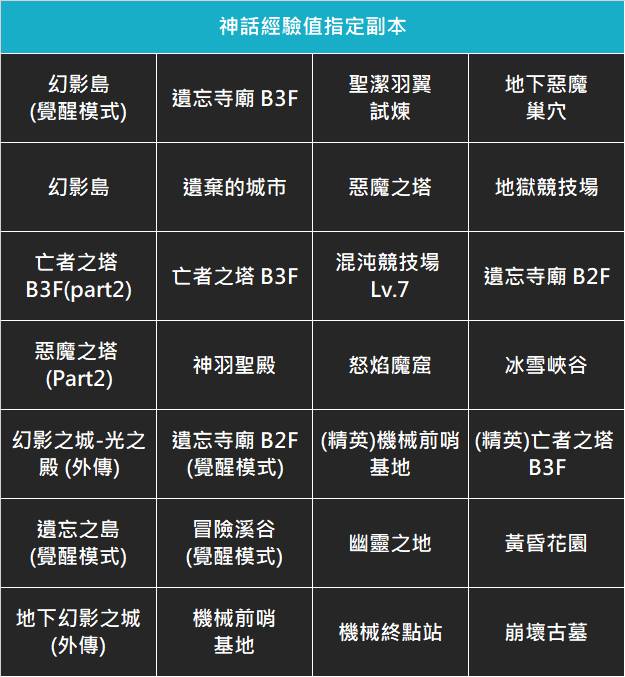 神話經驗值指定副本
幻影島
(覺醒模式)
遺忘寺廟 B3F
聖潔羽翼
試煉
地下惡魔
巢穴
幻影島
遺棄的城市
惡魔之塔
地獄競技場
亡者之塔
B3F(part2)
亡者之塔 B3F
混沌競技場
Lv.7
遺忘寺廟 B2F
惡魔之塔
(Part2)
神羽聖殿
怒焰魔窟
冰雪峽谷
幻影之城-光之
殿 (外傳)
遺忘寺廟 B2F
(覺醒模式)
(精英)機械前哨
基地
(精英)亡者之塔
B3F
遺忘之島
(覺醒模式)
冒險溪谷
(覺醒模式)
幽靈之地
黃昏花園
地下幻影之城
(外傳)
機械前哨
基地
機械終點站
崩壞古墓